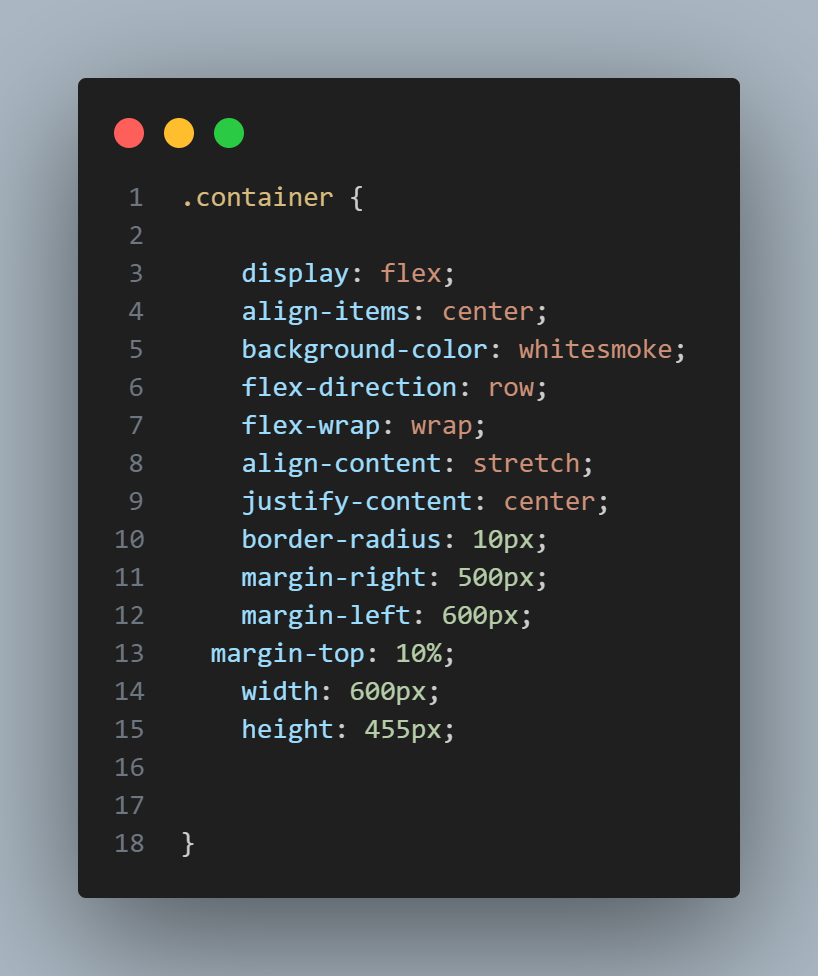 1 .container {
2
3 display: flex;
4 align-items: center;
5 background-color: whitesmoke;
6 flex-direction: row;
7 flex-wrap: wrap;
8 align-content: stretch;
9 justify-content: center;
10 border-radius: 10px;
11 margin-right: 500px;
12 margin-left: 600px;
13 margin-top: 10%;
14 width: 600px;
15 height: 455px;
16
17
18 }